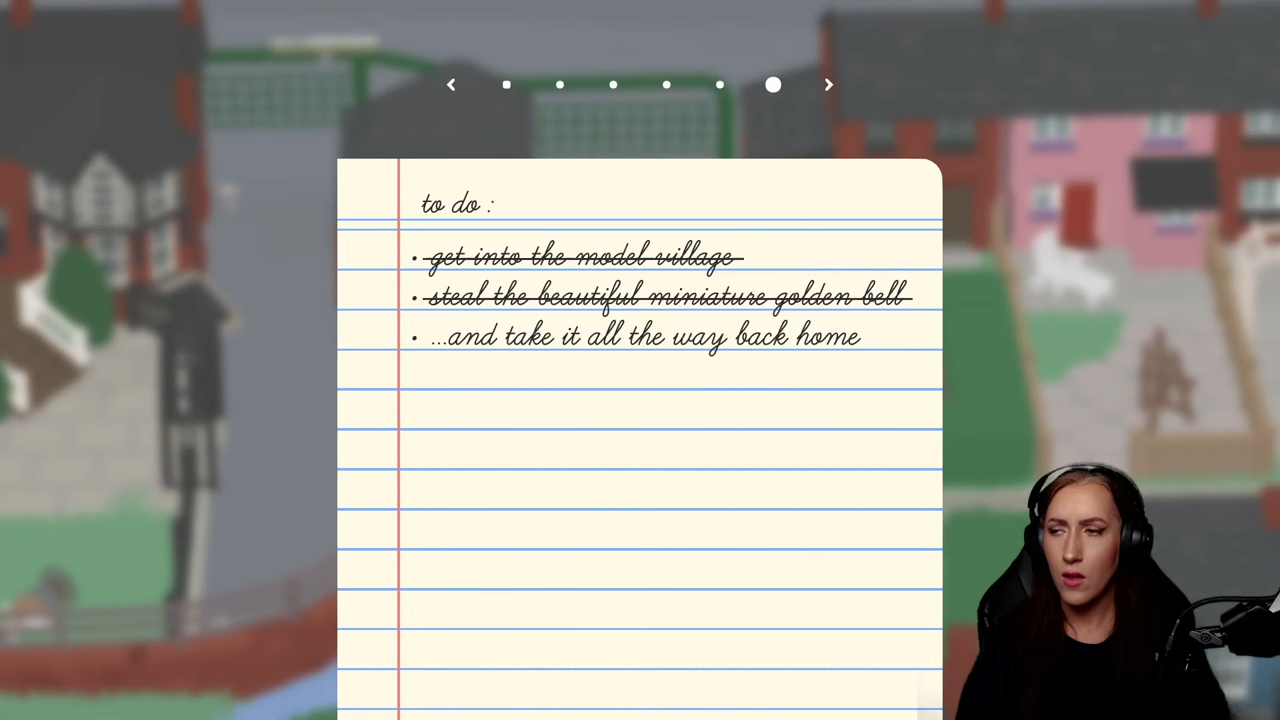 to do :
• get into the model village
• steal the beautiful miniature golden bell
• ...and take it all the way back home